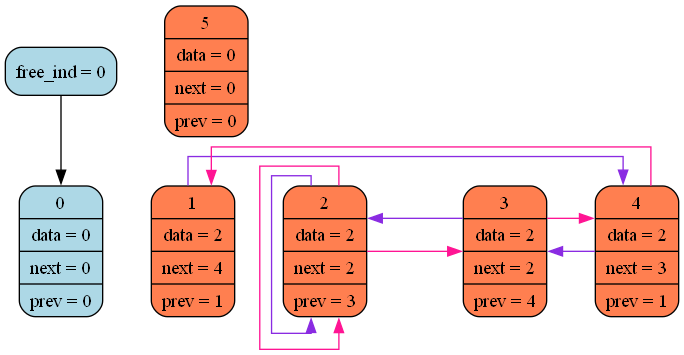 5
data = 0
next = 0
prev = 0
free_ind = 0
0
data = 0
next = 0
prev = 0
1
data = 2
next = 4
prev = 1
2
data = 2
next = 2
prev = 3
3
data = 2
next = 2
prev = 4
4
data = 2
next = 3
prev = 1